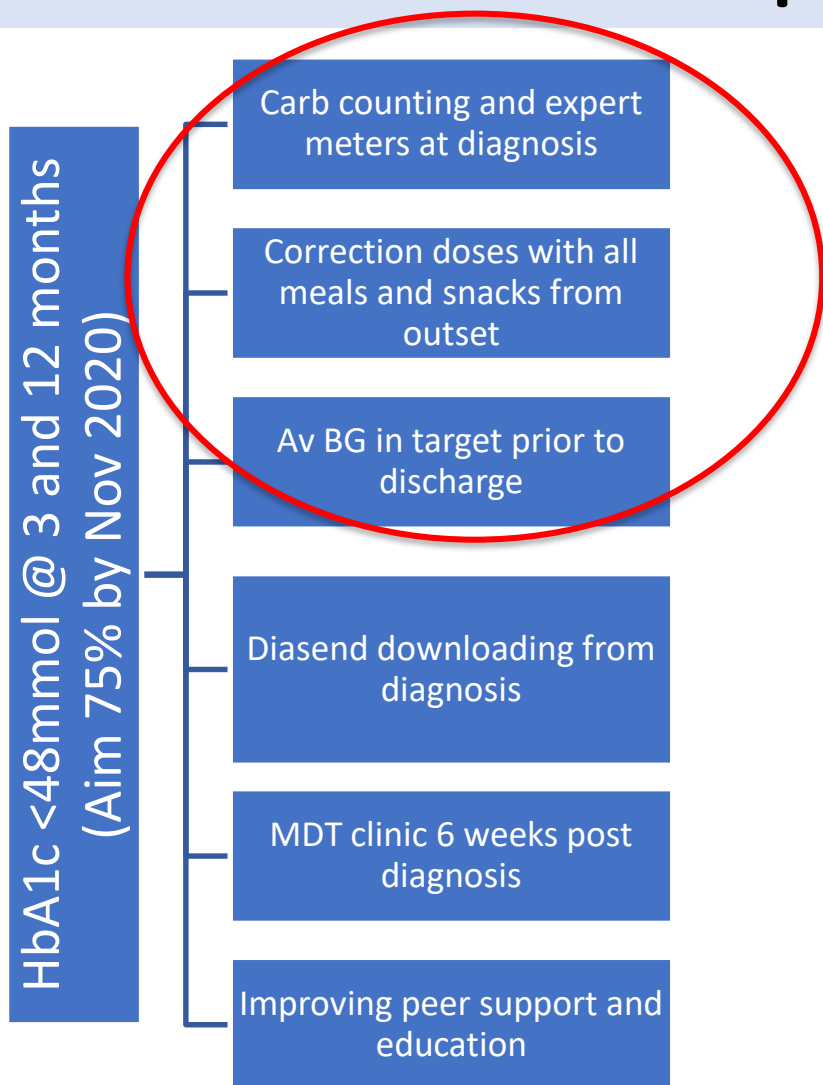 HbA1c <48mmol @ 3 and 12 months
(Aim 75% by Nov 2020)
Carb counting and expert
meters at diagnosis
Correction doses with all
meals and snacks from
outset
Av BG in target prior to
discharge
Diasend downloading from
diagnosis
MDT clinic 6 weeks post
diagnosis
Improving peer support and
education